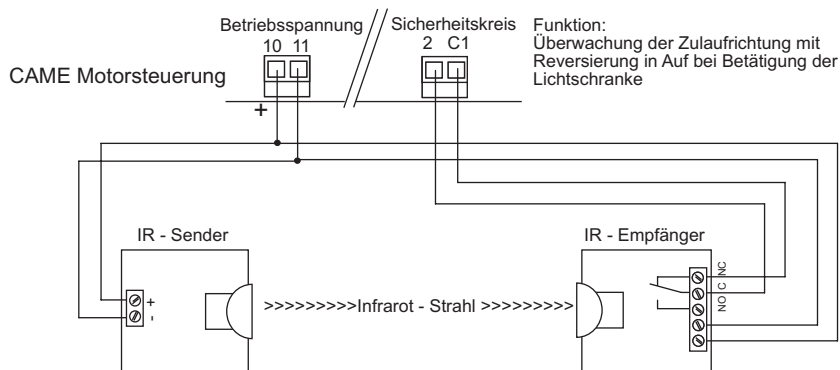 Betriebsspannung
10 11
Sicherheitskreis
2 C1
Funktion:
Überwachung der Zulaufrichtung mit
Reversierung in Auf bei Betätigung der
Lichtschranke
CAME Motorsteuerung
+
IR - Sender
IR - Empfänger
+
-
>>>>>>>>>Infrarot - Strahl >>>>>>>>>
NC
C
NO